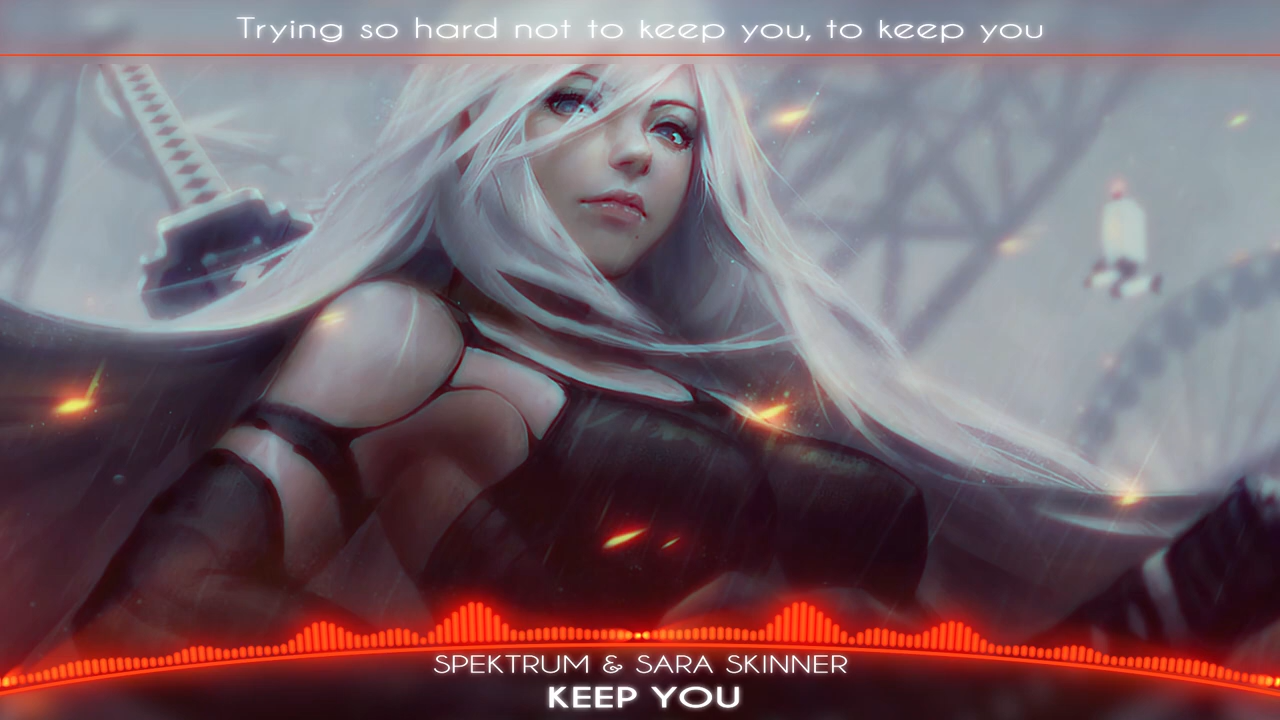 Trying so hard not to keep you, to keep you
SPEKTRUM & SARA SKINNER
KEEP YOU